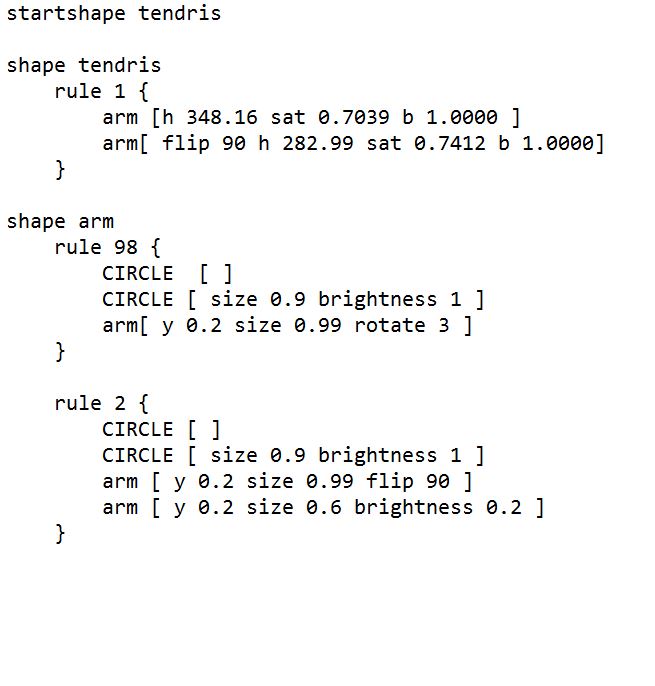 startshape tendris

shape tendris
    rule 1 {
        arm [h 348.16 sat 0.7039 b 1.0000 ]
        arm[ flip 90 h 282.99 sat 0.7412 b 1.0000]
    }

shape arm
    rule 98 {
        CIRCLE  [ ]
        CIRCLE [ size 0.9 brightness 1 ]
        arm[ y 0.2 size 0.99 rotate 3 ]
    }

    rule 2 {
        CIRCLE [ ]
        CIRCLE [ size 0.9 brightness 1 ]
        arm [ y 0.2 size 0.99 flip 90 ]
        arm [ y 0.2 size 0.6 brightness 0.2 ]
    }